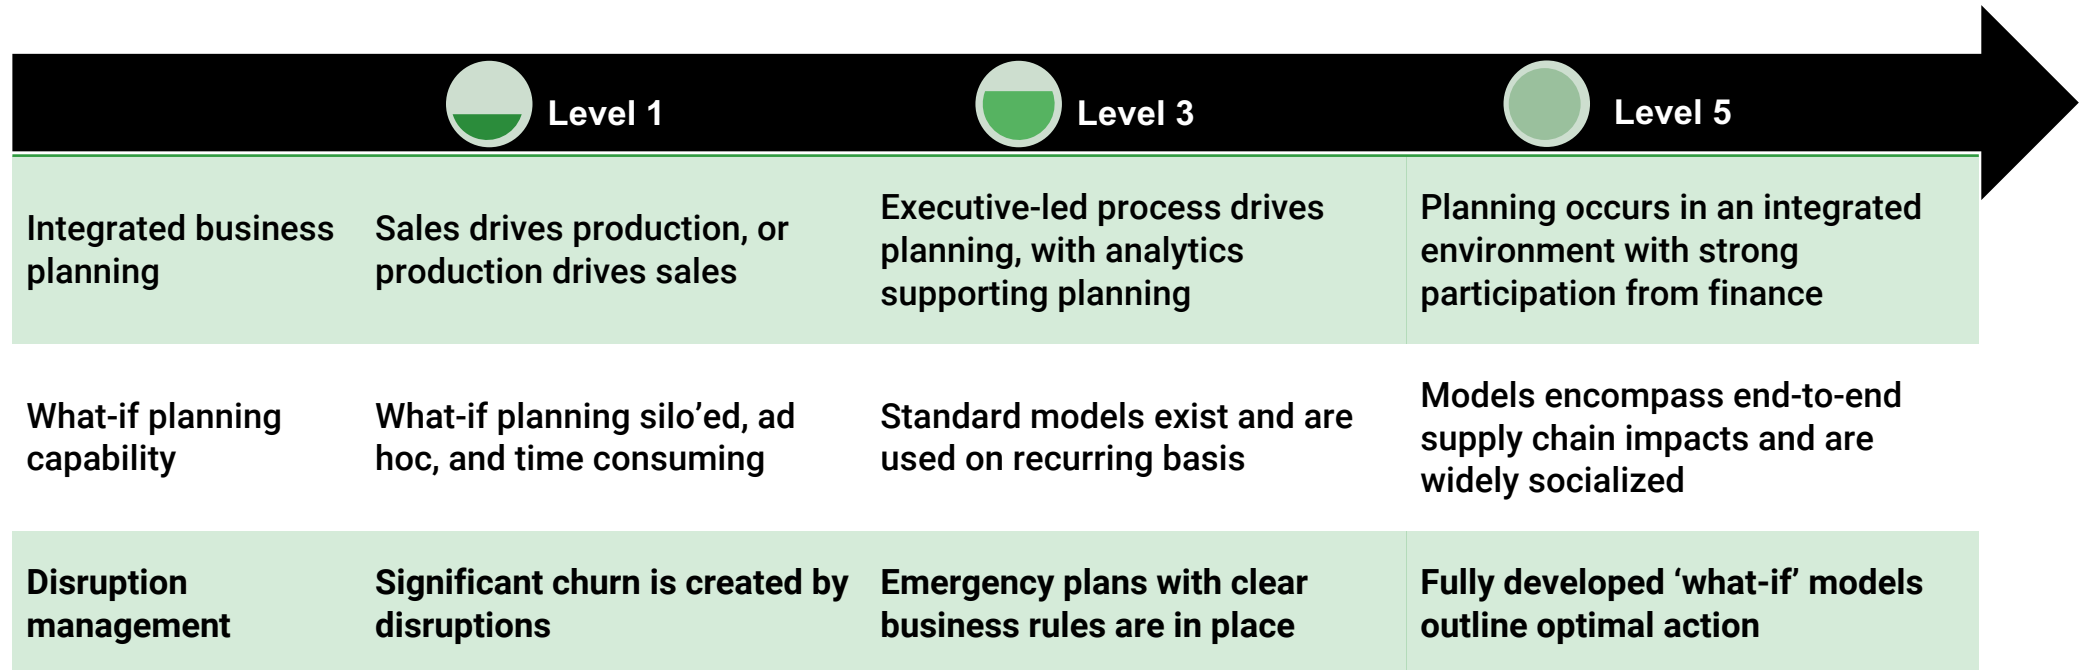 Level 1
Level 3
Level 5
Integrated business
planning
Sales drives production, or
production drives sales
Executive-led process drives
planning, with analytics
supporting planning
Planning occurs in an integrated
environment with strong
participation from finance
What-if planning
capability
What-if planning silo’ed, ad
hoc, and time consuming
Standard models exist and are
used on recurring basis
Models encompass end-to-end
supply chain impacts and are
widely socialized
Disruption
management
Significant churn is created by
disruptions
Emergency plans with clear
business rules are in place
Fully developed ‘what-if’ models
outline optimal action